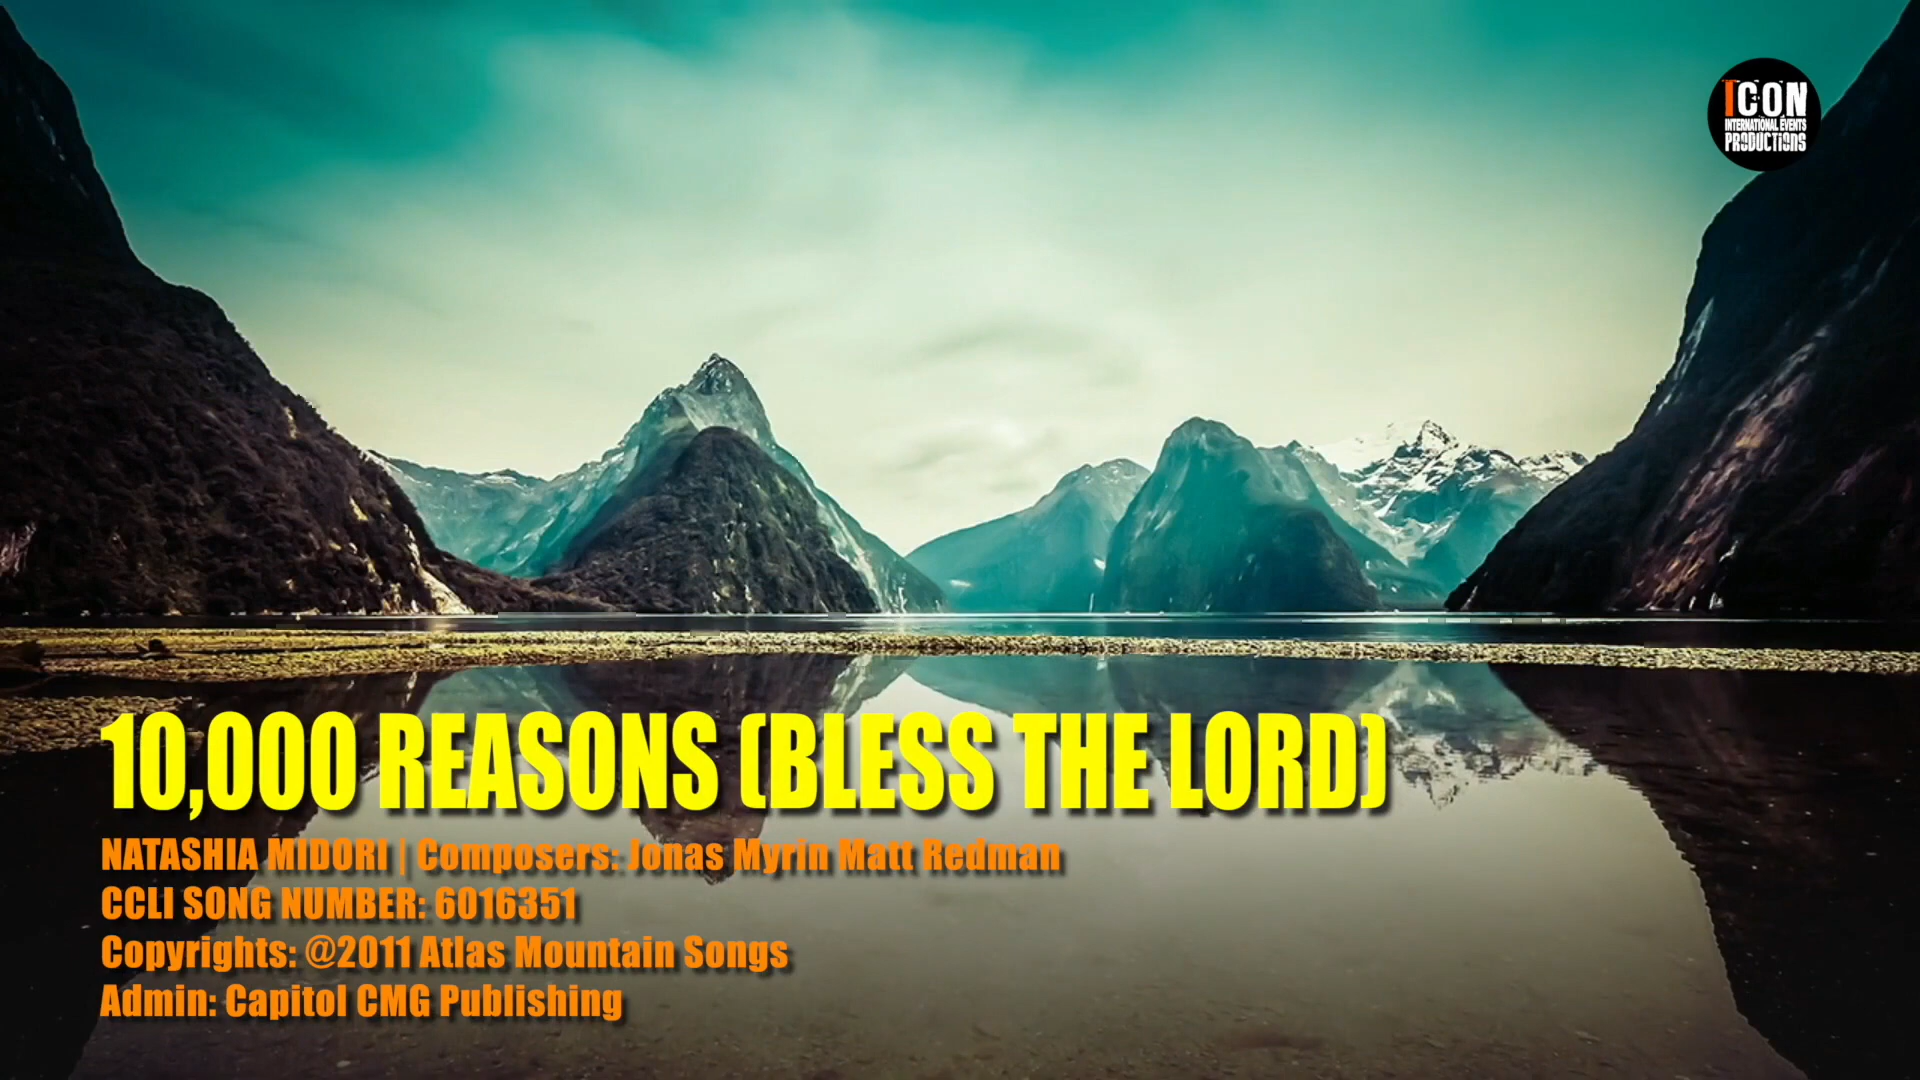 ICON
INTERNATIONAL EVENTS
PRODUCTIONS
10,000 REASONS (BLESS THE LORD)
NATASHIA MIDORI | Composers: Jonas Myrin Matt Redman
CCLI SONG NUMBER: 6016351
Copyrights: @2011 Atlas Mountain Songs
Admin: Capitol CMG Publishing